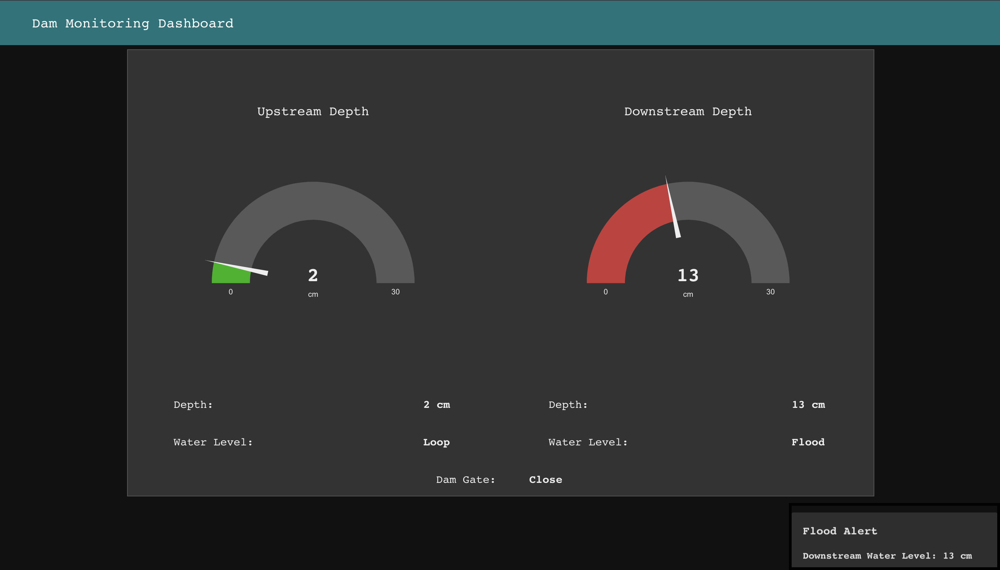 Dam Monitoring Dashboard
Upstream Depth
2
0
cm
30
Downstream Depth
13
0
cm
30
Depth: 2 cm
Water Level: Loop
Depth: 13 cm
Water Level: Flood
Dam Gate: Close
Flood Alert
Downstream Water Level: 13 cm